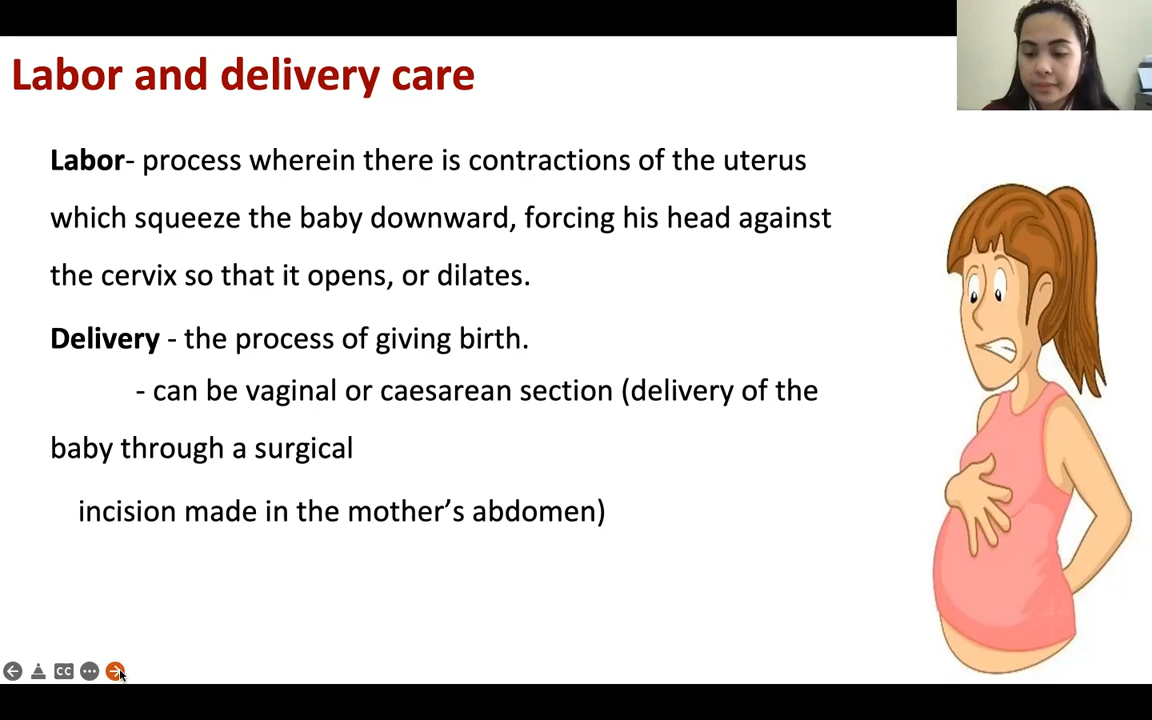 Labor and delivery care
Labor- process wherein there is contractions of the uterus
which squeeze the baby downward, forcing his head against
the cervix so that it opens, or dilates.
Delivery - the process of giving birth.
- can be vaginal or caesarean section (delivery of the
baby through a surgical
incision made in the mother’s abdomen)
CC